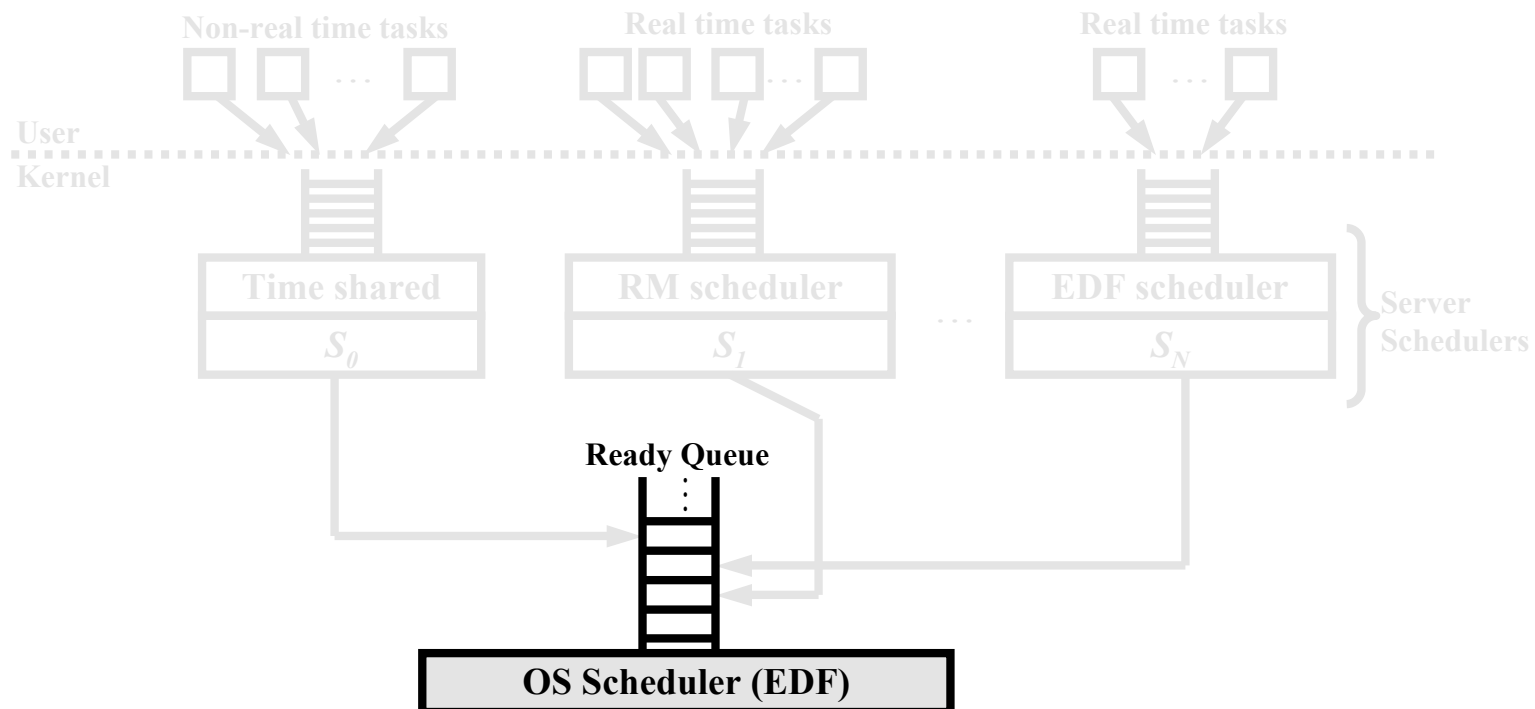 Non-real time tasks
Real time tasks
Real time tasks
...
...
...
User
Kernel
Time shared
RM scheduler
EDF scheduler
S0
S1
...
SN
Server
Schedulers
Ready Queue
OS Scheduler (EDF)